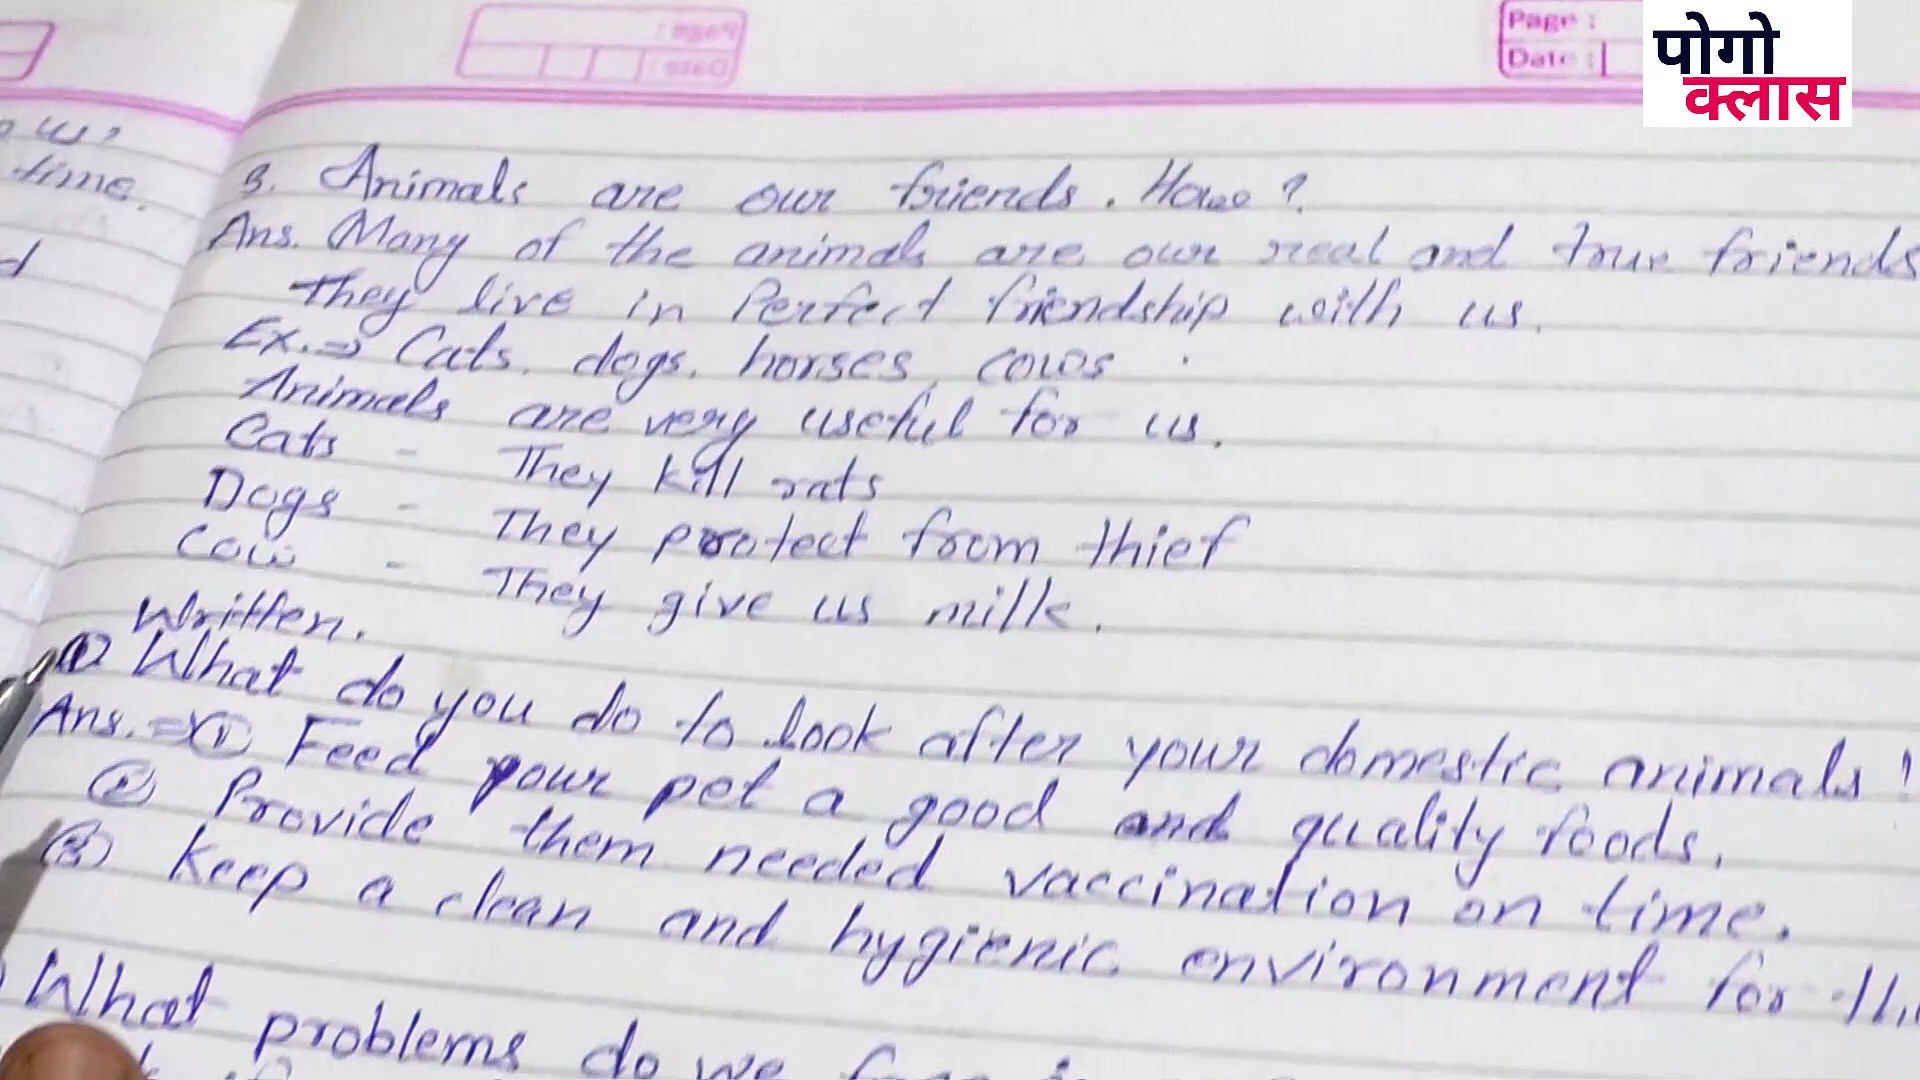 Page :
Date :
पोगो
क्लास
time.
3. Animals are our friends. How?
Ans. Many of the animals are our real and true friends
They live in Perfect friendship with us.
Ex. ⇒ Cats, dogs, horses, cows.
Animals are very useful for us.
Cats - They kill rats
Dogs - They protect from thief
Cow - They give us milk.
Written.
① What do you do to look after your domestic animals?
Ans. ⇒ ① Feed your pet a good and quality foods.
② Provide them needed vaccination on time.
③ Keep a clean and hygienic environment for
What problems do we face